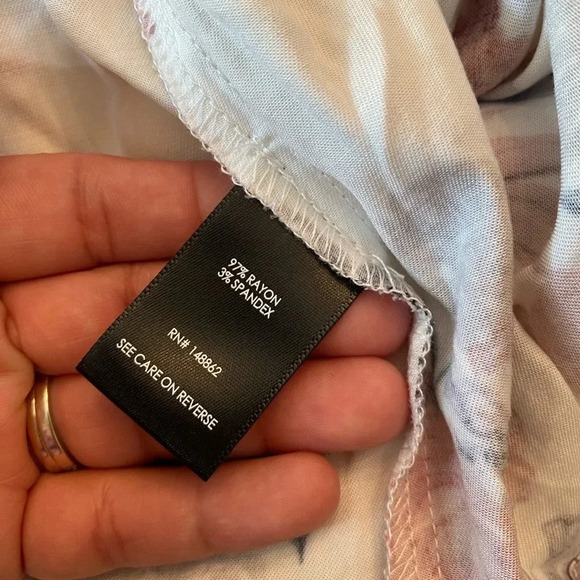 97% RAYON
3% SPANDEX
RN# 148862
SEE CARE ON REVERSE